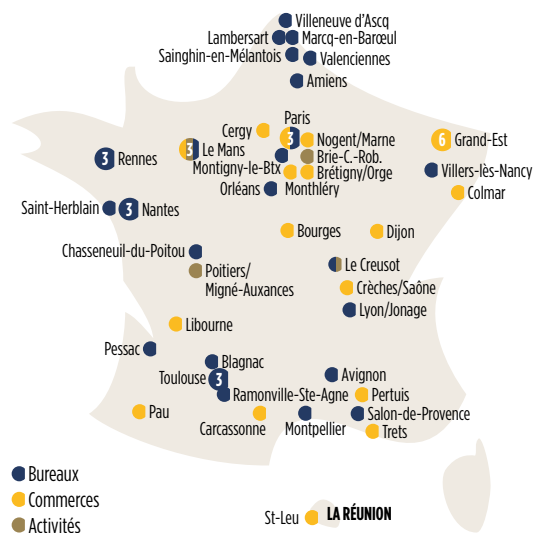 Villeneuve d'Ascq
Lambersart
Marcq-en-Barœul
Sainghin-en-Mélantois
Valenciennes
Amiens
Paris
Cergy
3
Nogent/Marne
6
Grand-Est
3
Le Mans
3
Rennes
Montigny-le-Btx
Brie-C.-Rob.
Brétigny/Orge
Villers-lès-Nancy
Orléans
Monthléry
Colmar
Saint-Herblain
3
Nantes
Bourges
Dijon
Chasseneuil-du-Poitou
Le Creusot
Poitiers/
Migné-Auxances
Crèches/Saône
Lyon/Jonage
Libourne
Pessac
Blagnac
Toulouse
3
Avignon
Ramonville-Ste-Agne
Pertuis
Pau
Carcassonne
Montpellier
Salon-de-Provence
Trets
Bureaux
Commerces
Activités
St-Leu
LA RÉUNION